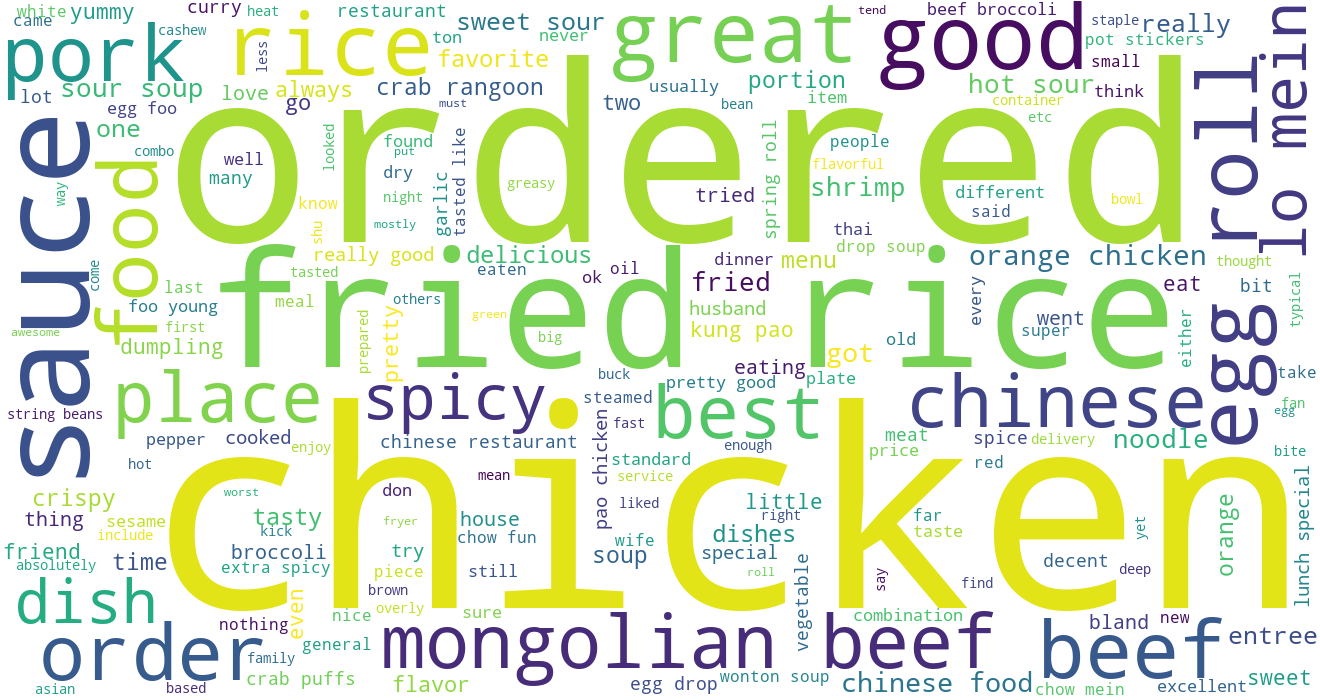 white
yummy
curry
heat
restaurant
sweet sour
never
great
tend
beef broccoli
good
staple
really
came
cashew
pork
rice
less
ton
favorite
pot stickers
small
lo mein
sour soup
love
always
crab rangoon
usually
portion
hot sour
think
roll
lot
egg foo
go
must
two
bean
item
container
etc
one
ordered
sauce
food
combo
well
many
looked
found
put
dry
night
mostly
garlic
tasted like
greasy
tried
spring roll
people
flavorful
shrimp
different
said
bowl
way
know
shu
thai
drop soup
really good
delicious
dinner
menu
orange chicken
thought
come
tasted
eaten
ok
oil
fried
eat
bit
typical
last
meal
others
husband
every
foo young
green
kung pao
went
super
egg
awesome
first
fried rice
big
got
old
either
dumpling
prepared
pretty
eating
buck
pretty good
plate
take
place
spicy
steamed
best
chinese
fan
egg
string beans
fast
pepper
cooked
chinese restaurant
pao chicken
enough
meat
price
spice
delivery
noodle
bite
hot
enjoy
standard
red
mean
service
chicken
crispy
worst
don
liked
little
lunch special
thing
sesame
include
tasty
kick
fryer
house
chow fun
right
far
taste
orange
yet
friend
absolutely
time
broccoli
extra spicy
try
piece
still
wife
soup
dishes
special
roll
vegetable
say
find
decent
deep
dish
even
brown
overly
nice
sure
combination
bland
new
nothing
order
general
mongolian beef
beef
entree
family
asian
based
crab puffs
flavor
egg drop
wonton soup
chinese food
chow mein
excellent
sweet